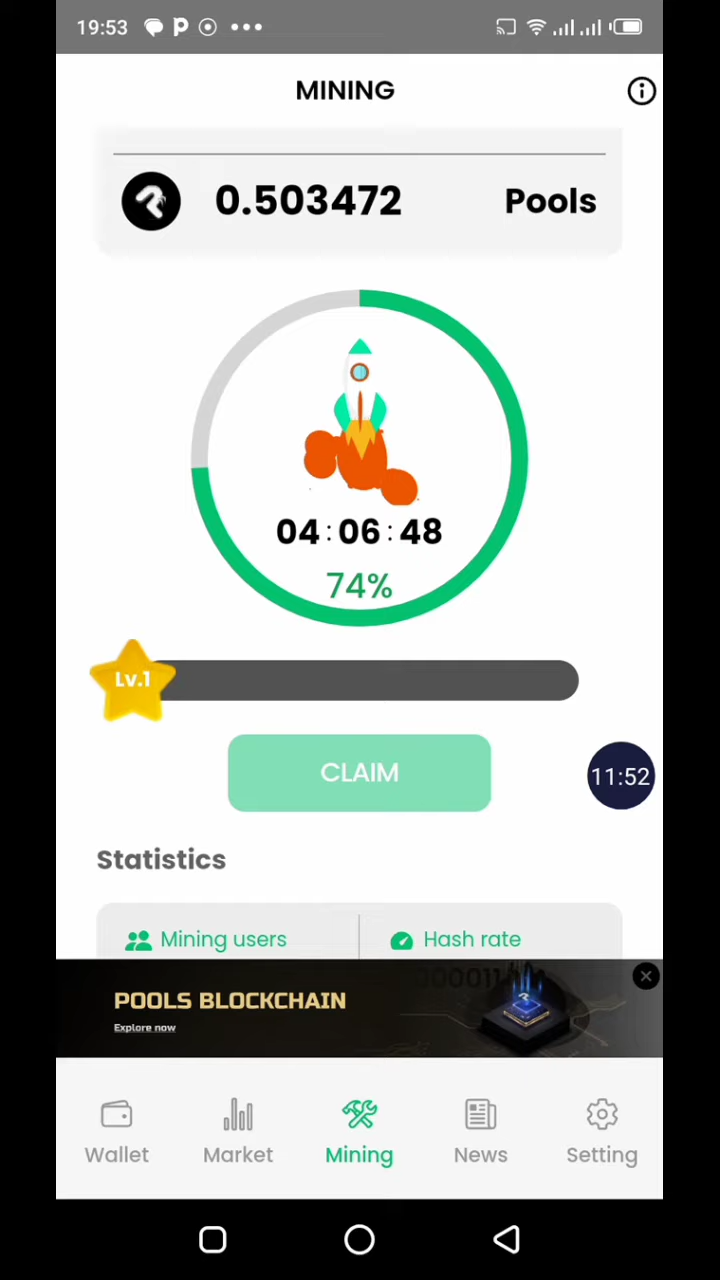 19:53
MINING
0.503472 Pools
04:06:48
74%
Lv.1
CLAIM
11:52
Statistics
Mining users Hash rate
POOLS BLOCKCHAIN
Explore now
Wallet Market Mining News Setting